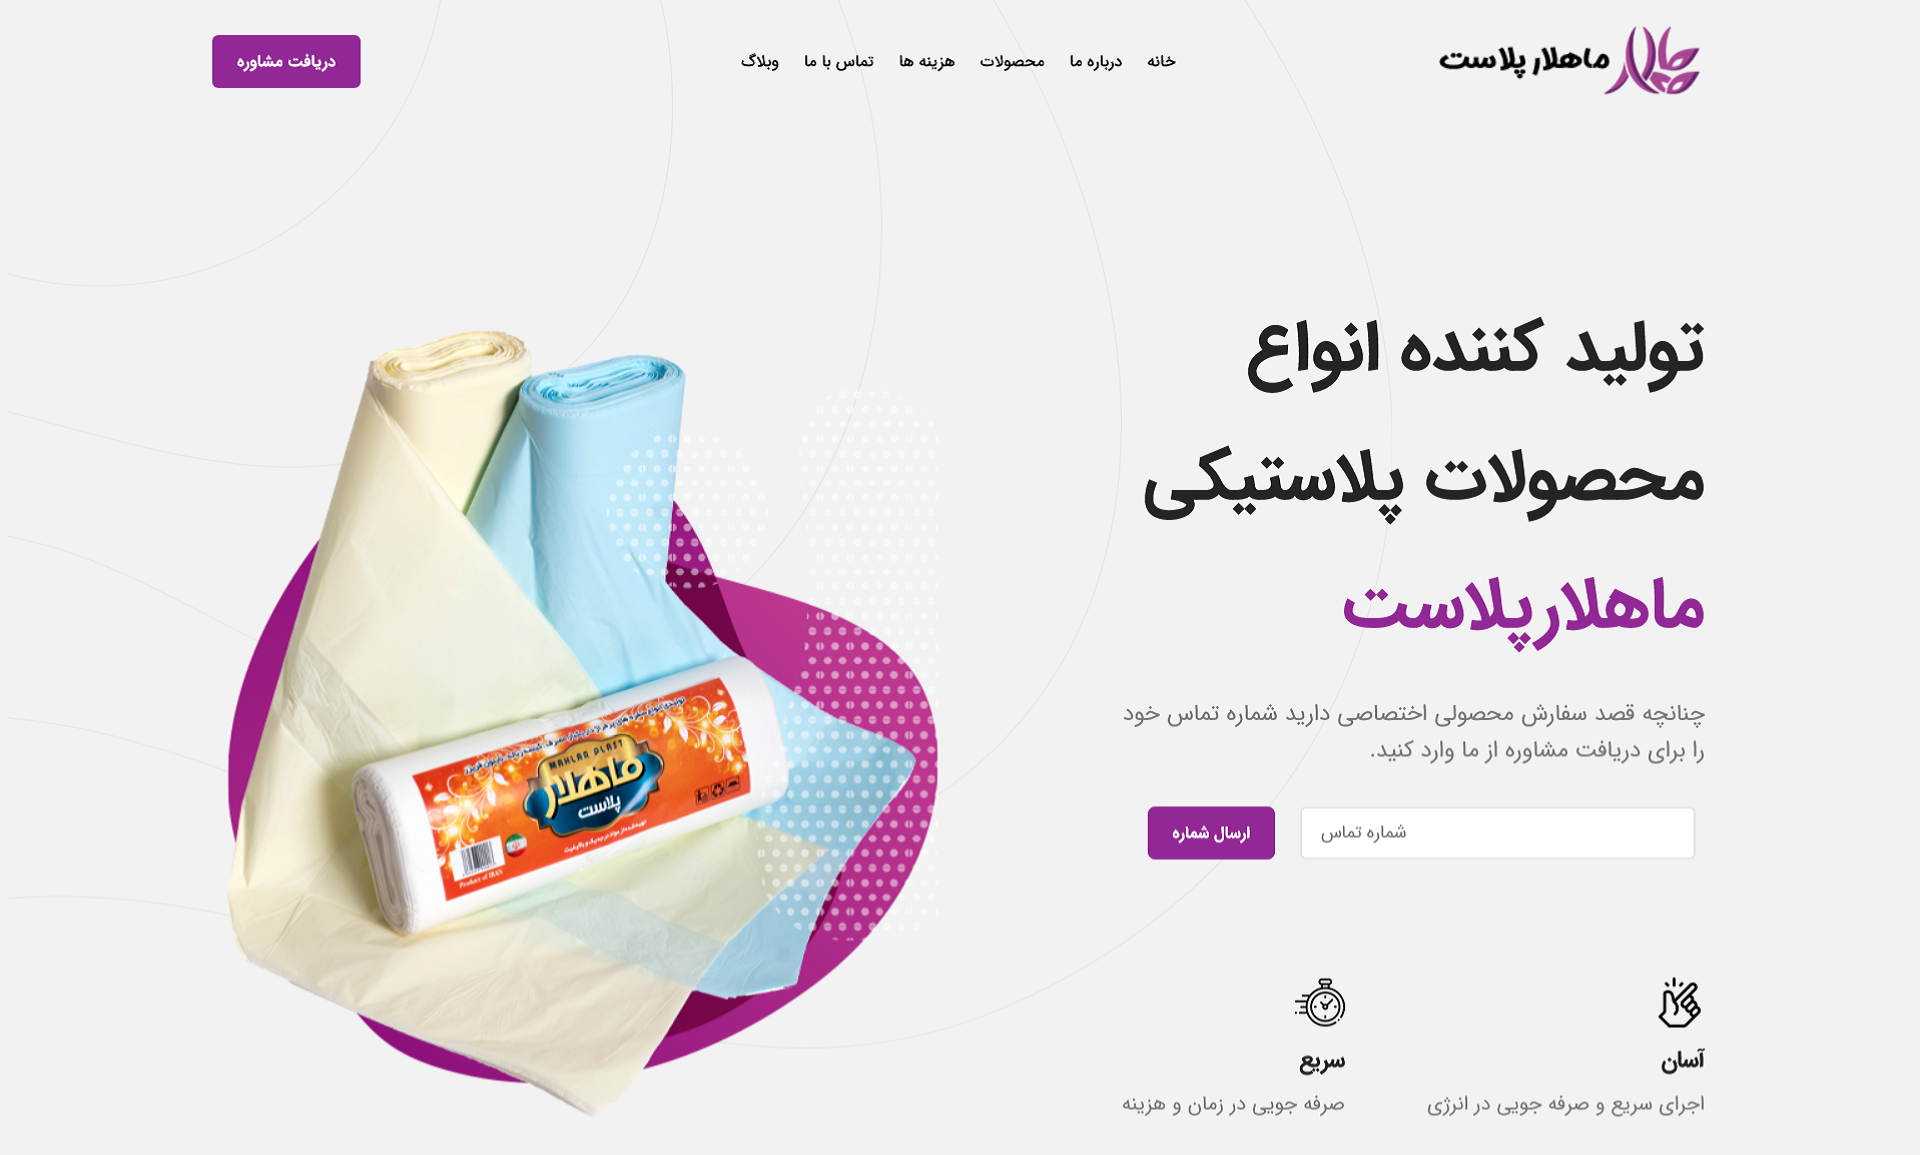 ماهلار پلاست
خانه
درباره ما
محصولات
هزینه ها
تماس با ما
وبلاگ
دریافت مشاوره
تولید کننده انواع
محصولات پلاستیکی
ماهلارپلاست
چنانچه قصد سفارش محصولی اختصاصی دارید شماره تماس خود
را برای دریافت مشاوره از ما وارد کنید.
شماره تماس
ارسال شماره
آسان
اجرای سریع و صرفه جویی در انرژی
سریع
صرفه جویی در زمان و هزینه
MAHLAR PLAST
ماهلار
پلاست
Product of IRAN